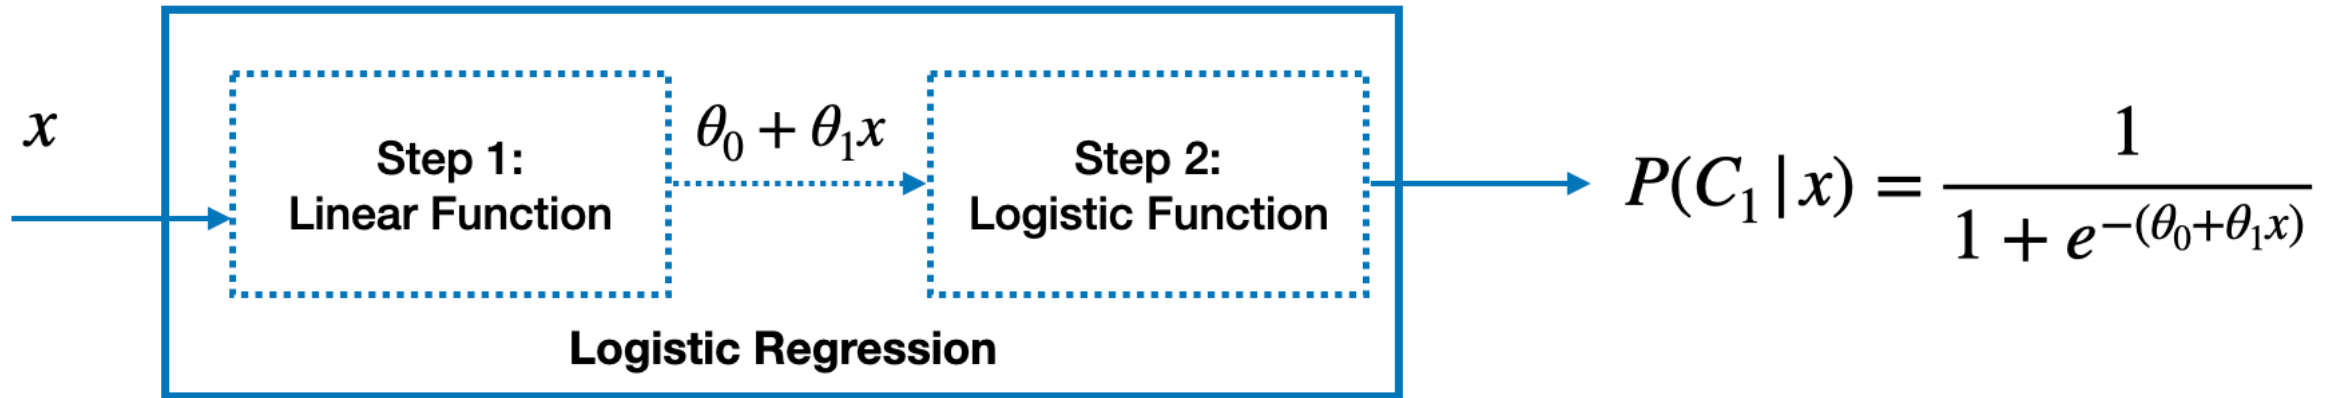 x
Step 1:
Linear Function
θ₀ + θ₁x
Step 2:
Logistic Function
P(C₁|x) = 1 / (1 + e^−(θ₀+θ₁x))
Logistic Regression